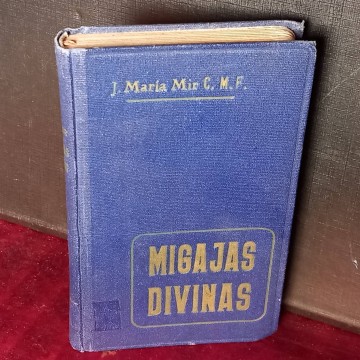 J. María Mir C. M. F.
MIGAJAS
DIVINAS